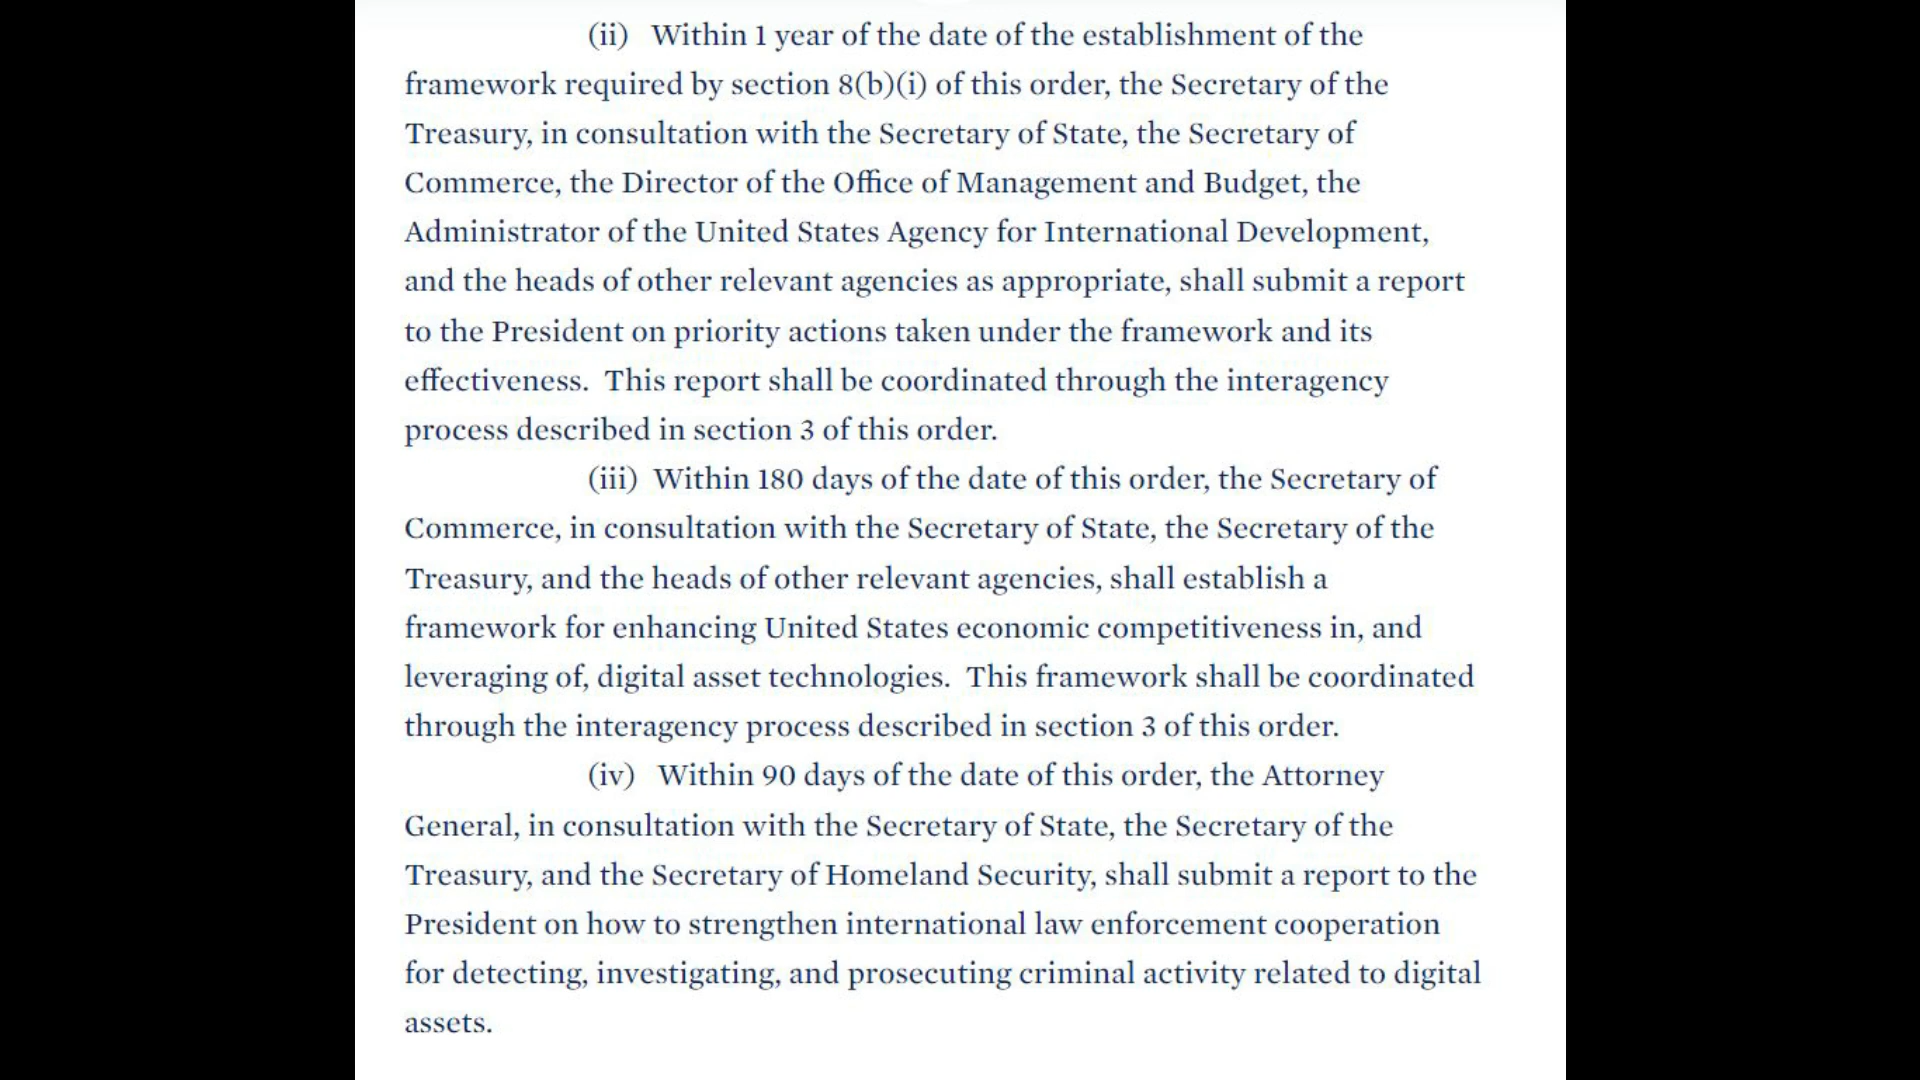 (ii)   Within 1 year of the date of the establishment of the
framework required by section 8(b)(i) of this order, the Secretary of the
Treasury, in consultation with the Secretary of State, the Secretary of
Commerce, the Director of the Office of Management and Budget, the
Administrator of the United States Agency for International Development,
and the heads of other relevant agencies as appropriate, shall submit a report
to the President on priority actions taken under the framework and its
effectiveness.  This report shall be coordinated through the interagency
process described in section 3 of this order.
(iii)  Within 180 days of the date of this order, the Secretary of
Commerce, in consultation with the Secretary of State, the Secretary of the
Treasury, and the heads of other relevant agencies, shall establish a
framework for enhancing United States economic competitiveness in, and
leveraging of, digital asset technologies.  This framework shall be coordinated
through the interagency process described in section 3 of this order.
(iv)   Within 90 days of the date of this order, the Attorney
General, in consultation with the Secretary of State, the Secretary of the
Treasury, and the Secretary of Homeland Security, shall submit a report to the
President on how to strengthen international law enforcement cooperation
for detecting, investigating, and prosecuting criminal activity related to digital
assets.